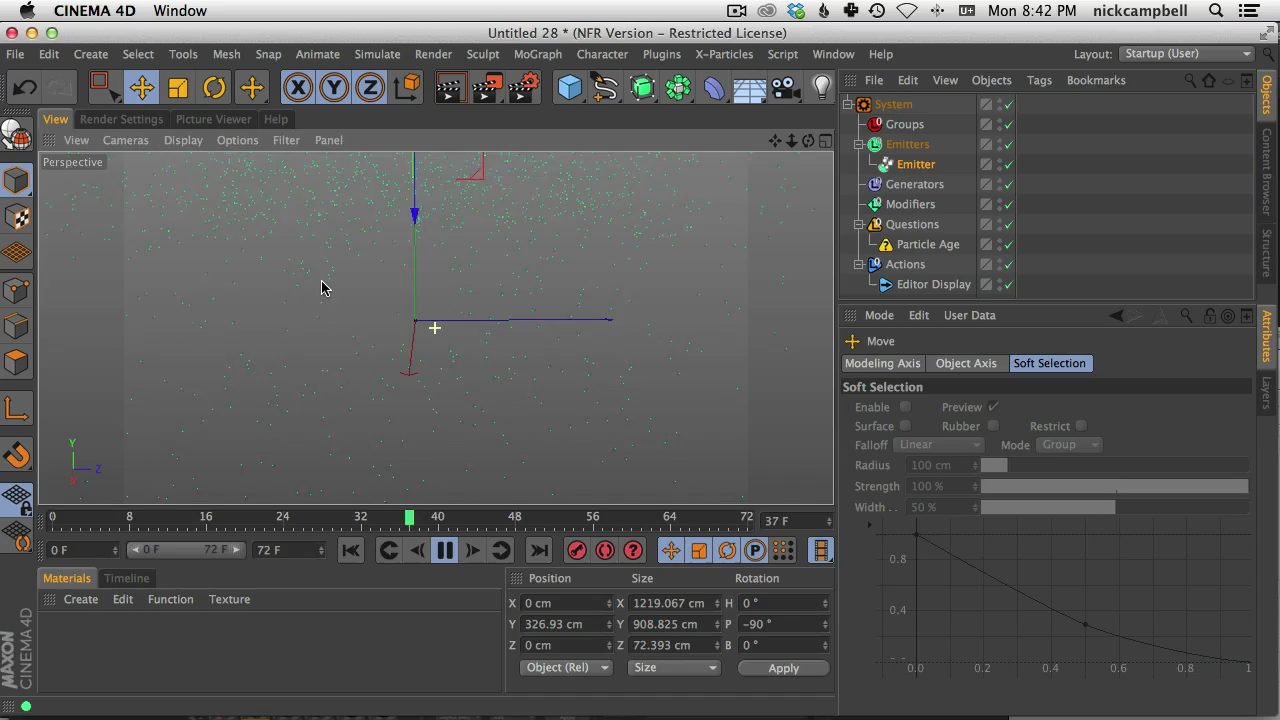 CINEMA 4D Window Mon 8:42 PM nickcampbell
Untitled 28 * (NFR Version - Restricted License)
File Edit Create Select Tools Mesh Snap Animate Simulate Render Sculpt MoGraph Character Plugins X-Particles Script Window Help Layout: Startup (User)
X Y Z
File Edit View Objects Tags Bookmarks
View Render Settings Picture Viewer Help
View Cameras Display Options Filter Panel
Perspective
System
Groups
Emitters
Emitter
Generators
Modifiers
Questions
Particle Age
Actions
Editor Display
Objects
Content Browser
Structure
Mode Edit User Data
Move
Modeling Axis Object Axis Soft Selection
Soft Selection
Enable Preview
Surface Rubber Restrict
Falloff Linear Mode Group
Radius 100 cm
Strength 100 %
Width . . 50 %
0.8
0.4
0.0 0.2 0.4 0.6 0.8 1
Attributes
Layers
Y
Z
0 8 16 24 32 40 48 56 64 72 37 F
0 F 0 F 72 F 72 F
P
Materials Timeline
Create Edit Function Texture
Position Size Rotation
X 0 cm X 1219.067 cm H 0 °
Y 326.93 cm Y 908.825 cm P -90 °
Z 0 cm Z 72.393 cm B 0 °
Object (Rel) Size Apply
MAXON
CINEMA 4D